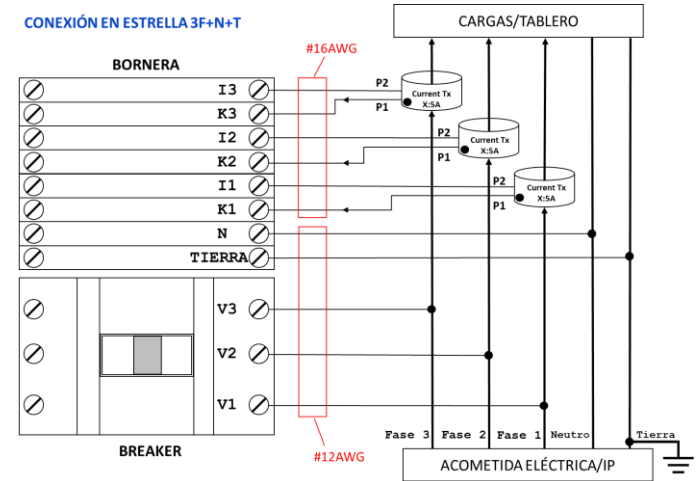 CONEXIÓN EN ESTRELLA 3F+N+T
CARGAS/TABLERO
#16AWG
BORNERA
I3
K3
I2
K2
I1
K1
N
TIERRA
P2
P1
Current Tx
X:5A
P2
P1
Current Tx
X:5A
P2
P1
Current Tx
X:5A
V3
V2
V1
BREAKER
#12AWG
Fase 3 Fase 2 Fase 1 Neutro Tierra
ACOMETIDA ELÉCTRICA/IP